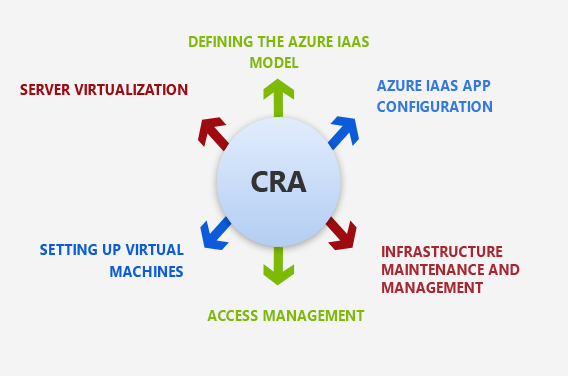 DEFINING THE AZURE IAAS
MODEL
SERVER VIRTUALIZATION
AZURE IAAS APP
CONFIGURATION
CRA
SETTING UP VIRTUAL
MACHINES
INFRASTRUCTURE
MAINTENANCE AND
MANAGEMENT
ACCESS MANAGEMENT